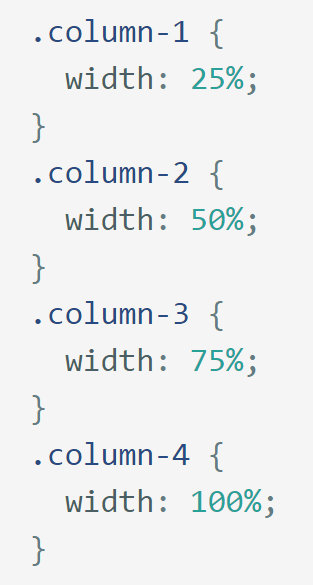 .column-1 {
  width: 25%;
}
.column-2 {
  width: 50%;
}
.column-3 {
  width: 75%;
}
.column-4 {
  width: 100%;
}